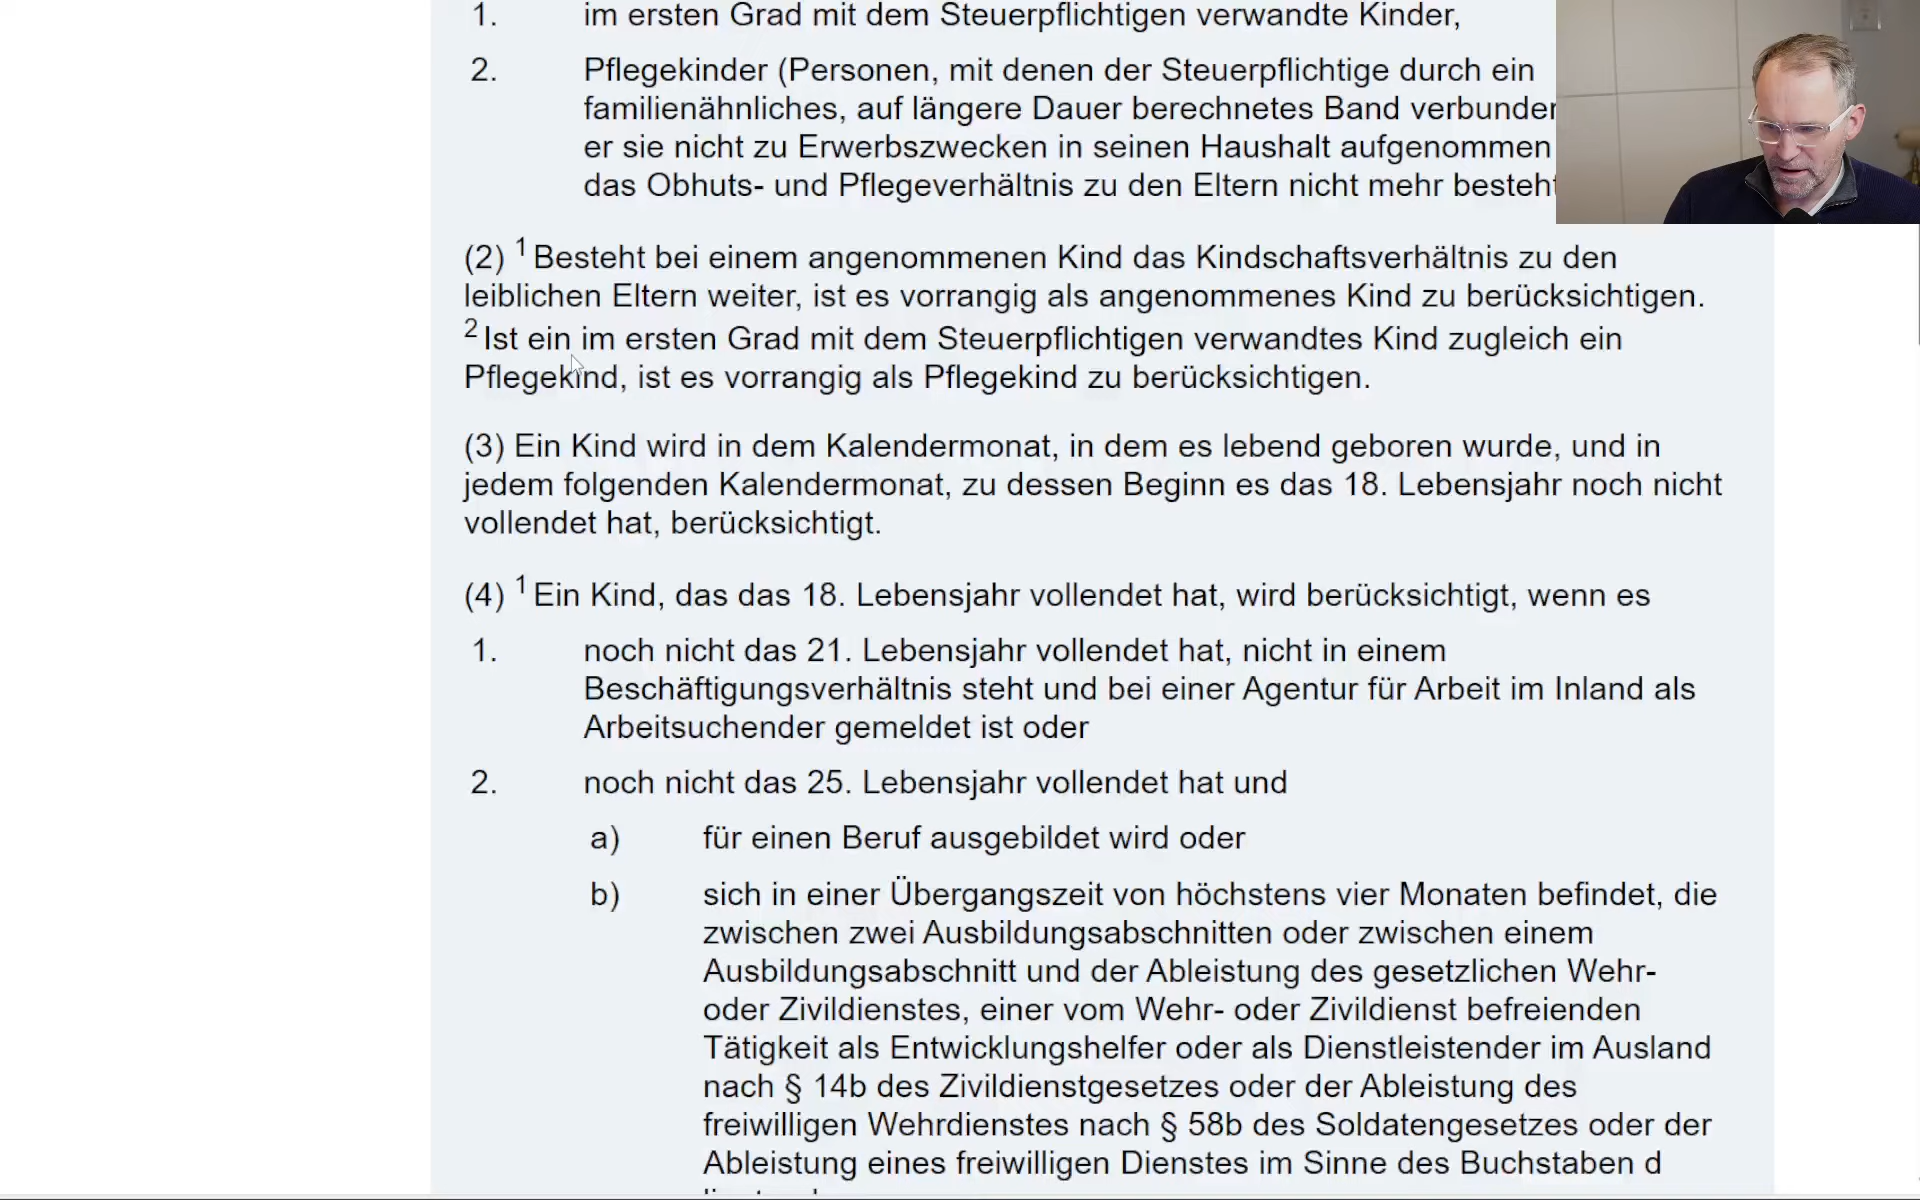 1. im ersten Grad mit dem Steuerpflichtigen verwandte Kinder,
2. Pflegekinder (Personen, mit denen der Steuerpflichtige durch ein
familienähnliches, auf längere Dauer berechnetes Band
er sie nicht zu Erwerbszwecken in seinen Haushalt aufgenommen
das Obhuts- und Pflegeverhältnis zu den Eltern nicht mehr besteht
(2) 1 Besteht bei einem angenommenen Kind das Kindschaftsverhältnis zu den
leiblichen Eltern weiter, ist es vorrangig als angenommenes Kind zu berücksichtigen.
2 Ist ein im ersten Grad mit dem Steuerpflichtigen verwandtes Kind zugleich ein
Pflegekind, ist es vorrangig als Pflegekind zu berücksichtigen.
(3) Ein Kind wird in dem Kalendermonat, in dem es lebend geboren wurde, und in
jedem folgenden Kalendermonat, zu dessen Beginn es das 18. Lebensjahr noch nicht
vollendet hat, berücksichtigt.
(4) 1 Ein Kind, das das 18. Lebensjahr vollendet hat, wird berücksichtigt, wenn es
1. noch nicht das 21. Lebensjahr vollendet hat, nicht in einem
Beschäftigungsverhältnis steht und bei einer Agentur für Arbeit im Inland als
Arbeitsuchender gemeldet ist oder
2. noch nicht das 25. Lebensjahr vollendet hat und
a) für einen Beruf ausgebildet wird oder
b) sich in einer Übergangszeit von höchstens vier Monaten befindet, die
zwischen zwei Ausbildungsabschnitten oder zwischen einem
Ausbildungsabschnitt und der Ableistung des gesetzlichen Wehr-
oder Zivildienstes, einer vom Wehr- oder Zivildienst befreienden
Tätigkeit als Entwicklungshelfer oder als Dienstleistender im Ausland
nach § 14b des Zivildienstgesetzes oder der Ableistung des
freiwilligen Wehrdienstes nach § 58b des Soldatengesetzes oder der
Ableistung eines freiwilligen Dienstes im Sinne des Buchstaben d